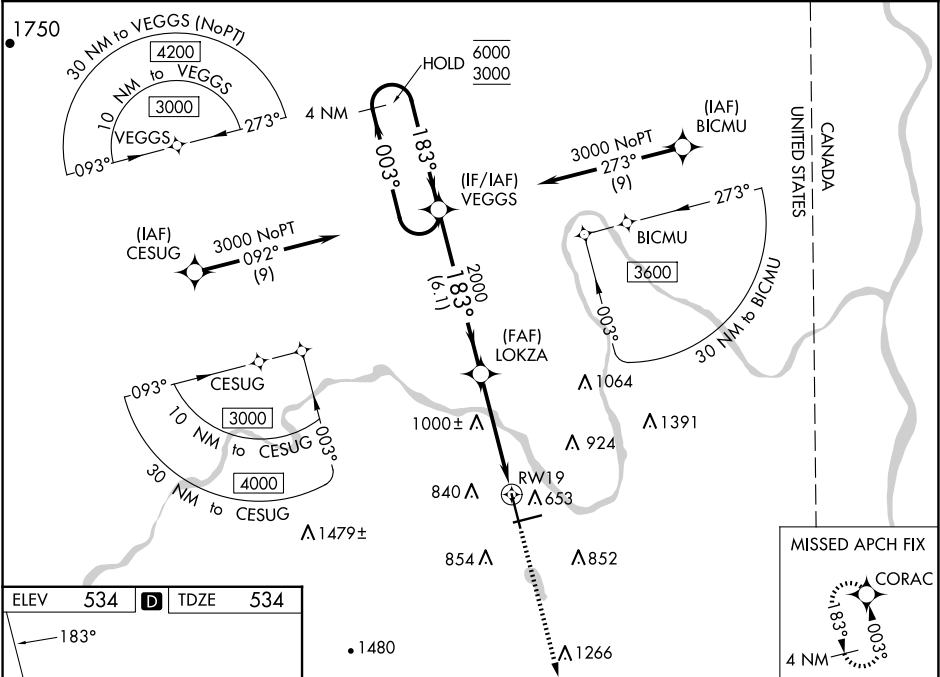 1750
30 NM to VEGGS (NoPT)
4200
10 NM to VEGGS
3000
VEGGS
093°
273°
HOLD
6000
3000
4 NM
183°
003°
(IF/IAF)
VEGGS
(IAF)
BICMU
3000 NoPT
273°
(9)
UNITED STATES
CANADA
(IAF)
CESUG
3000 NoPT
092°
(9)
273°
BICMU
3600
003°
30 NM to BICMU
2000
183°
(6.1)
(FAF)
LOKZA
093°
CESUG
3000
10 NM to CESUG
003°
4000
30 NM to CESUG
1064
1000±
1391
924
RW19
840
653
1479±
854
852
MISSED APCH FIX
CORAC
183°
003°
4 NM
ELEV 534 D TDZE 534
183°
1480
1266